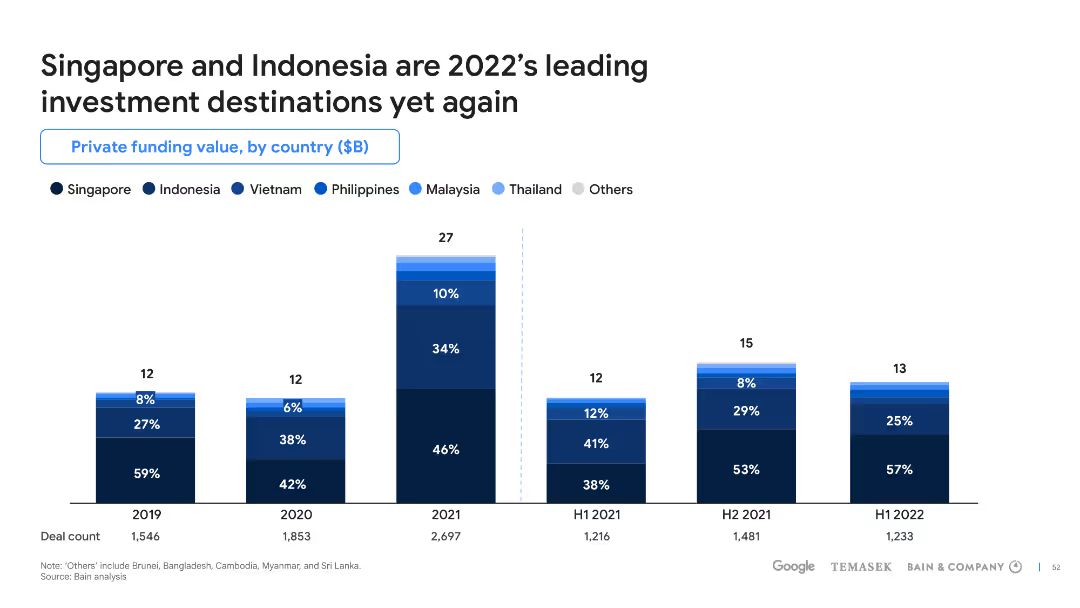 Singapore and Indonesia are 2022’s leading
investment destinations yet again
Private funding value, by country ($B)
Singapore Indonesia Vietnam Philippines Malaysia Thailand Others
27
10%
34%
46%
15
8%
29%
53%
12
8%
27%
59%
12
6%
38%
42%
12
12%
41%
38%
13
25%
57%
2019 2020 2021 H1 2021 H2 2021 H1 2022
Deal count 1,546 1,853 2,697 1,216 1,481 1,233
Note: ‘Others’ include Brunei, Bangladesh, Cambodia, Myanmar, and Sri Lanka.
Source: Bain analysis
Google TEMASEK BAIN & COMPANY 52